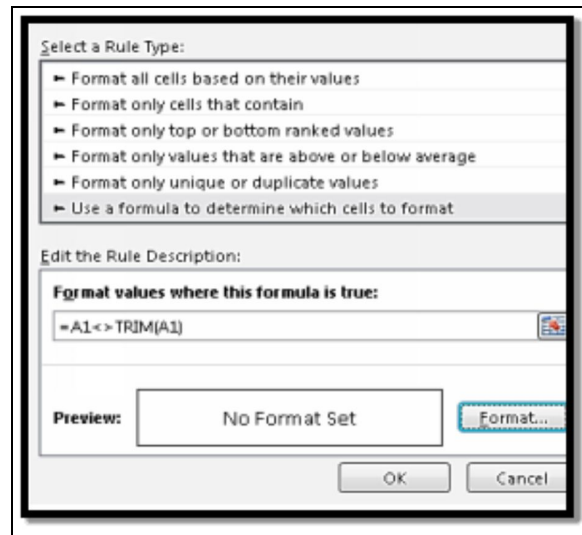 Select a Rule Type:
► Format all cells based on their values
► Format only cells that contain
► Format only top or bottom ranked values
► Format only values that are above or below average
► Format only unique or duplicate values
► Use a formula to determine which cells to format
Edit the Rule Description:
Format values where this formula is true:
=A1<>TRIM(A1)
Preview:
No Format Set
Format...
OK
Cancel